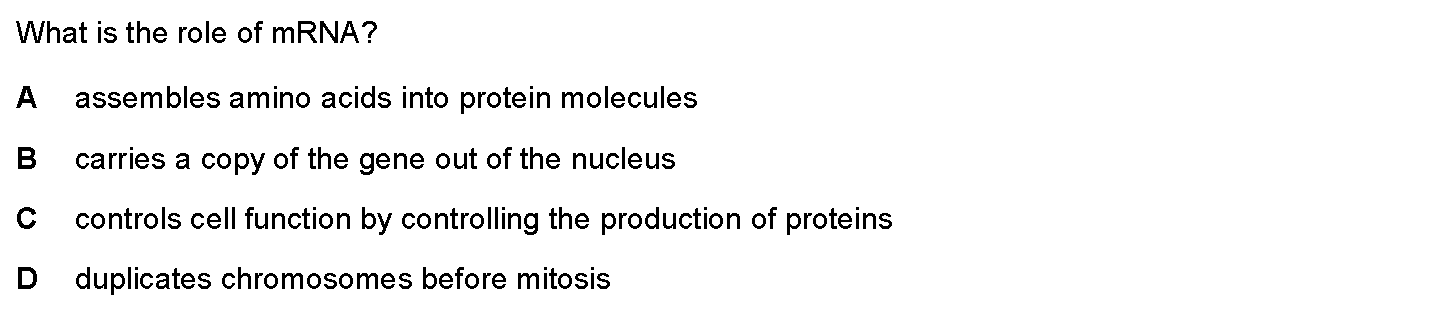 What is the role of mRNA?
A assembles amino acids into protein molecules
B carries a copy of the gene out of the nucleus
C controls cell function by controlling the production of proteins
D duplicates chromosomes before mitosis